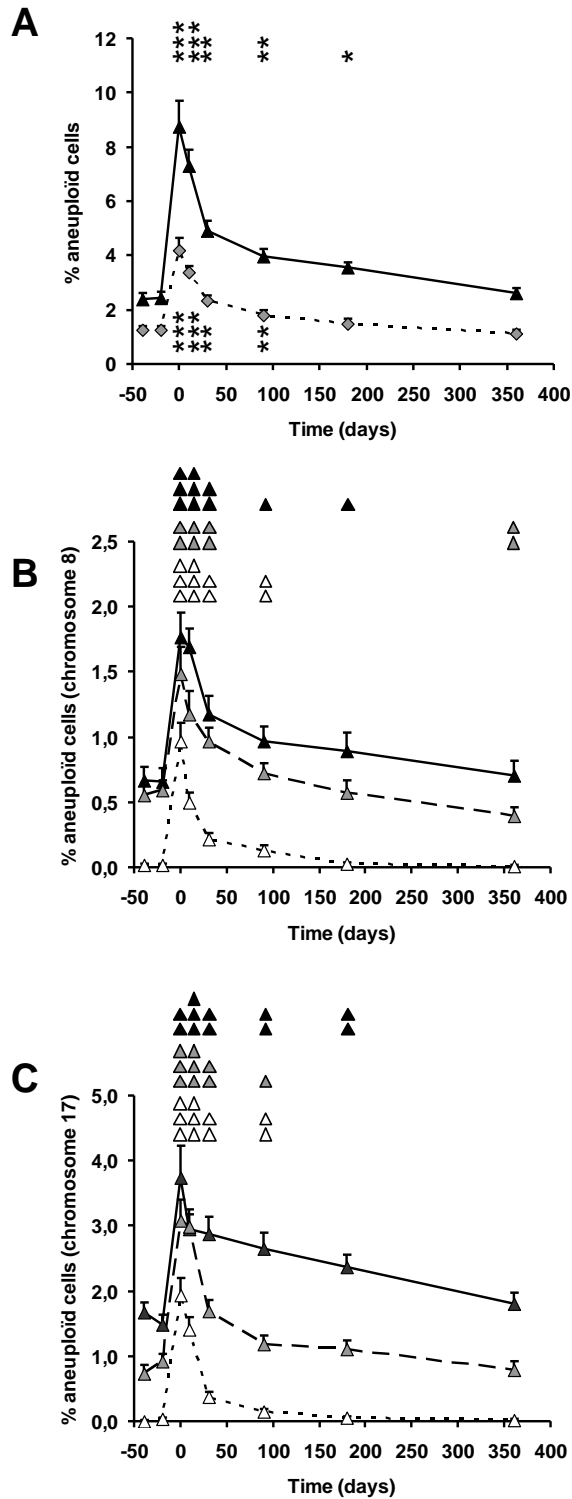 A
12
10
8
6
4
2
0
% aneuploïd cells
*** *** ** ** *
*** *** ** **
-50 0 50 100 150 200 250 300 350 400
Time (days)
B
2,5
2,0
1,5
1,0
0,5
0,0
% aneuploïd cells (chromosome 8)
-50 0 50 100 150 200 250 300 350 400
Time (days)
C
5,0
4,0
3,0
2,0
1,0
0,0
% aneuploïd cells (chromosome 17)
-50 0 50 100 150 200 250 300 350 400
Time (days)